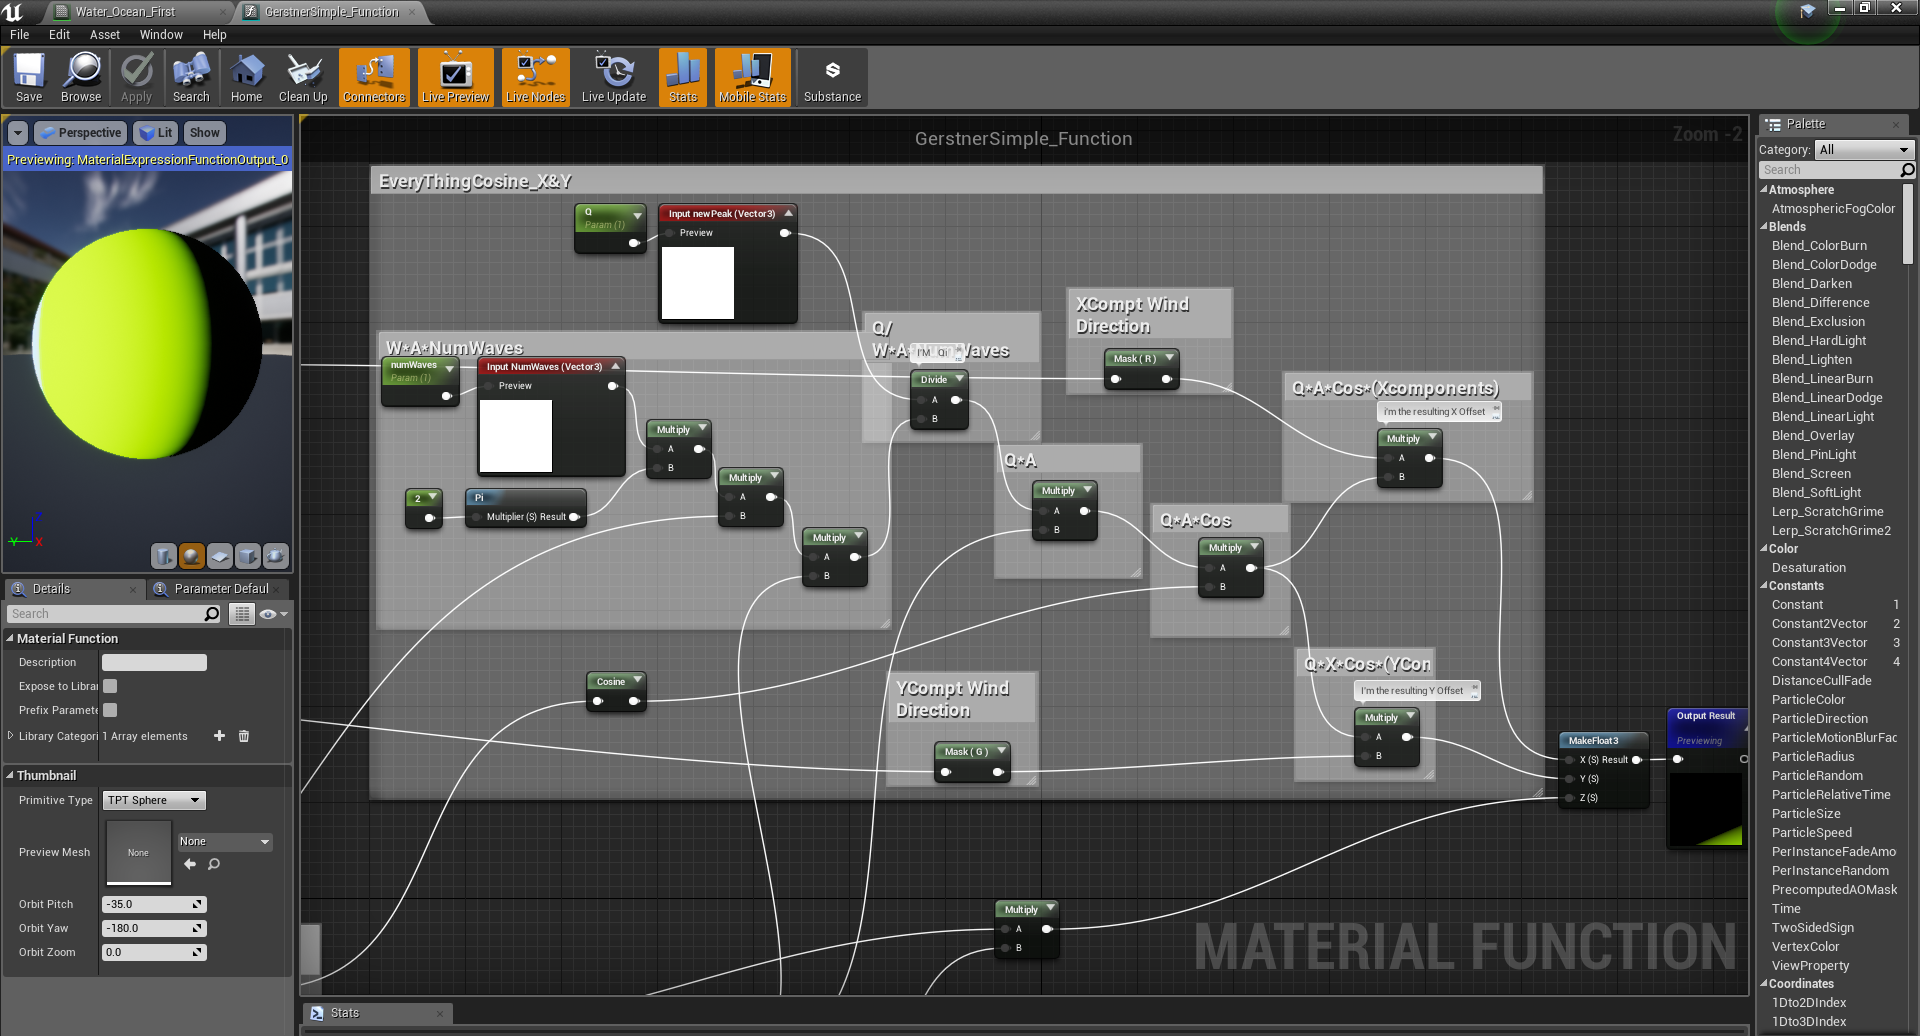 Water_Ocean_First
GerstnerSimple_Function
File Edit Asset Window Help
Save Browse Apply Search Home Clean Up Connectors Live Preview Live Nodes Live Update Stats Mobile Stats Substance
Perspective Lit Show
Previewing: MaterialExpressionFunctionOutput_0
Z
Y
X
Details
Parameter Defaul
Search
Material Function
Description
Expose to Librar
Prefix Paramete
Library Categori 1 Array elements
Thumbnail
Primitive Type TPT Sphere
Preview Mesh None None
Orbit Pitch -35.0
Orbit Yaw -180.0
Orbit Zoom 0.0
GerstnerSimple_Function
Zoom -2
EveryThingCosine_X&Y
Q
Param (1)
Input newPeak (Vector3)
Preview
W*A*NumWaves
numWaves
Param (1)
Input NumWaves (Vector3)
Preview
2
Pi
Multiplier (S) Result
Multiply
A
B
Multiply
A
B
Multiply
A
B
Q/
W*A*NumWaves
Divide
A
B
XCompt Wind
Direction
Mask ( R )
Q*A
Multiply
A
B
Q*A*Cos
Multiply
A
B
Q*A*Cos*(Xcomponents)
i'm the resulting X Offset
Multiply
A
B
Cosine
YCompt Wind
Direction
Mask ( G )
Q*X*Cos*(YCon
I'm the resulting Y Offset
Multiply
A
B
MakeFloat3
X (S) Result
Y (S)
Z (S)
Output Result
Previewing
Multiply
A
B
MATERIAL FUNCTION
Stats
Palette
Category: All
Search
Atmosphere
AtmosphericFogColor
Blends
Blend_ColorBurn
Blend_ColorDodge
Blend_Darken
Blend_Difference
Blend_Exclusion
Blend_HardLight
Blend_Lighten
Blend_LinearBurn
Blend_LinearDodge
Blend_LinearLight
Blend_Overlay
Blend_PinLight
Blend_Screen
Blend_SoftLight
Lerp_ScratchGrime
Lerp_ScratchGrime2
Color
Desaturation
Constants
Constant 1
Constant2Vector 2
Constant3Vector 3
Constant4Vector 4
DistanceCullFade
ParticleColor
ParticleDirection
ParticleMotionBlurFac
ParticleRadius
ParticleRandom
ParticleRelativeTime
ParticleSize
ParticleSpeed
PerInstanceFadeAmo
PerInstanceRandom
PrecomputedAOMask
Time
TwoSidedSign
VertexColor
ViewProperty
Coordinates
1Dto2DIndex
1Dto3DIndex